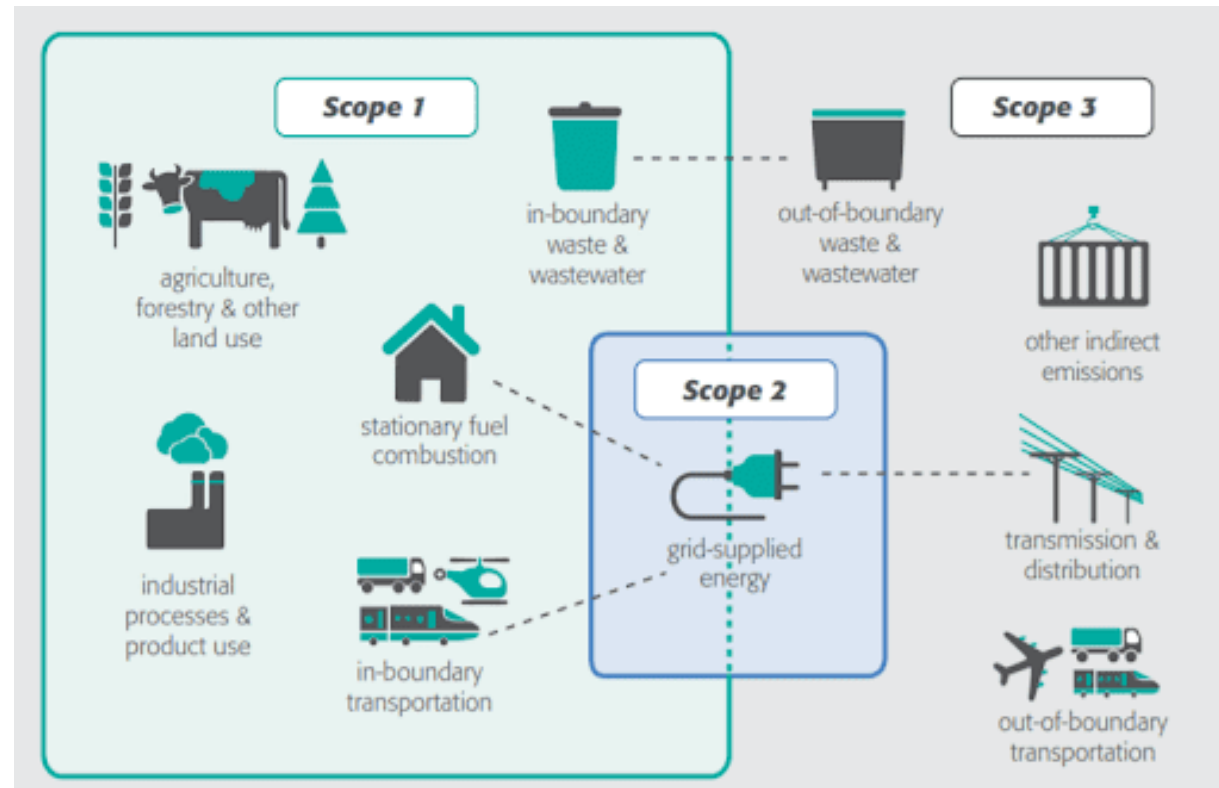 Scope 1
Scope 3
in-boundary
waste &
wastewater
out-of-boundary
waste &
wastewater
agriculture,
forestry & other
land use
other indirect
emissions
Scope 2
stationary fuel
combustion
grid-supplied
energy
transmission &
distribution
industrial
processes &
product use
in-boundary
transportation
out-of-boundary
transportation